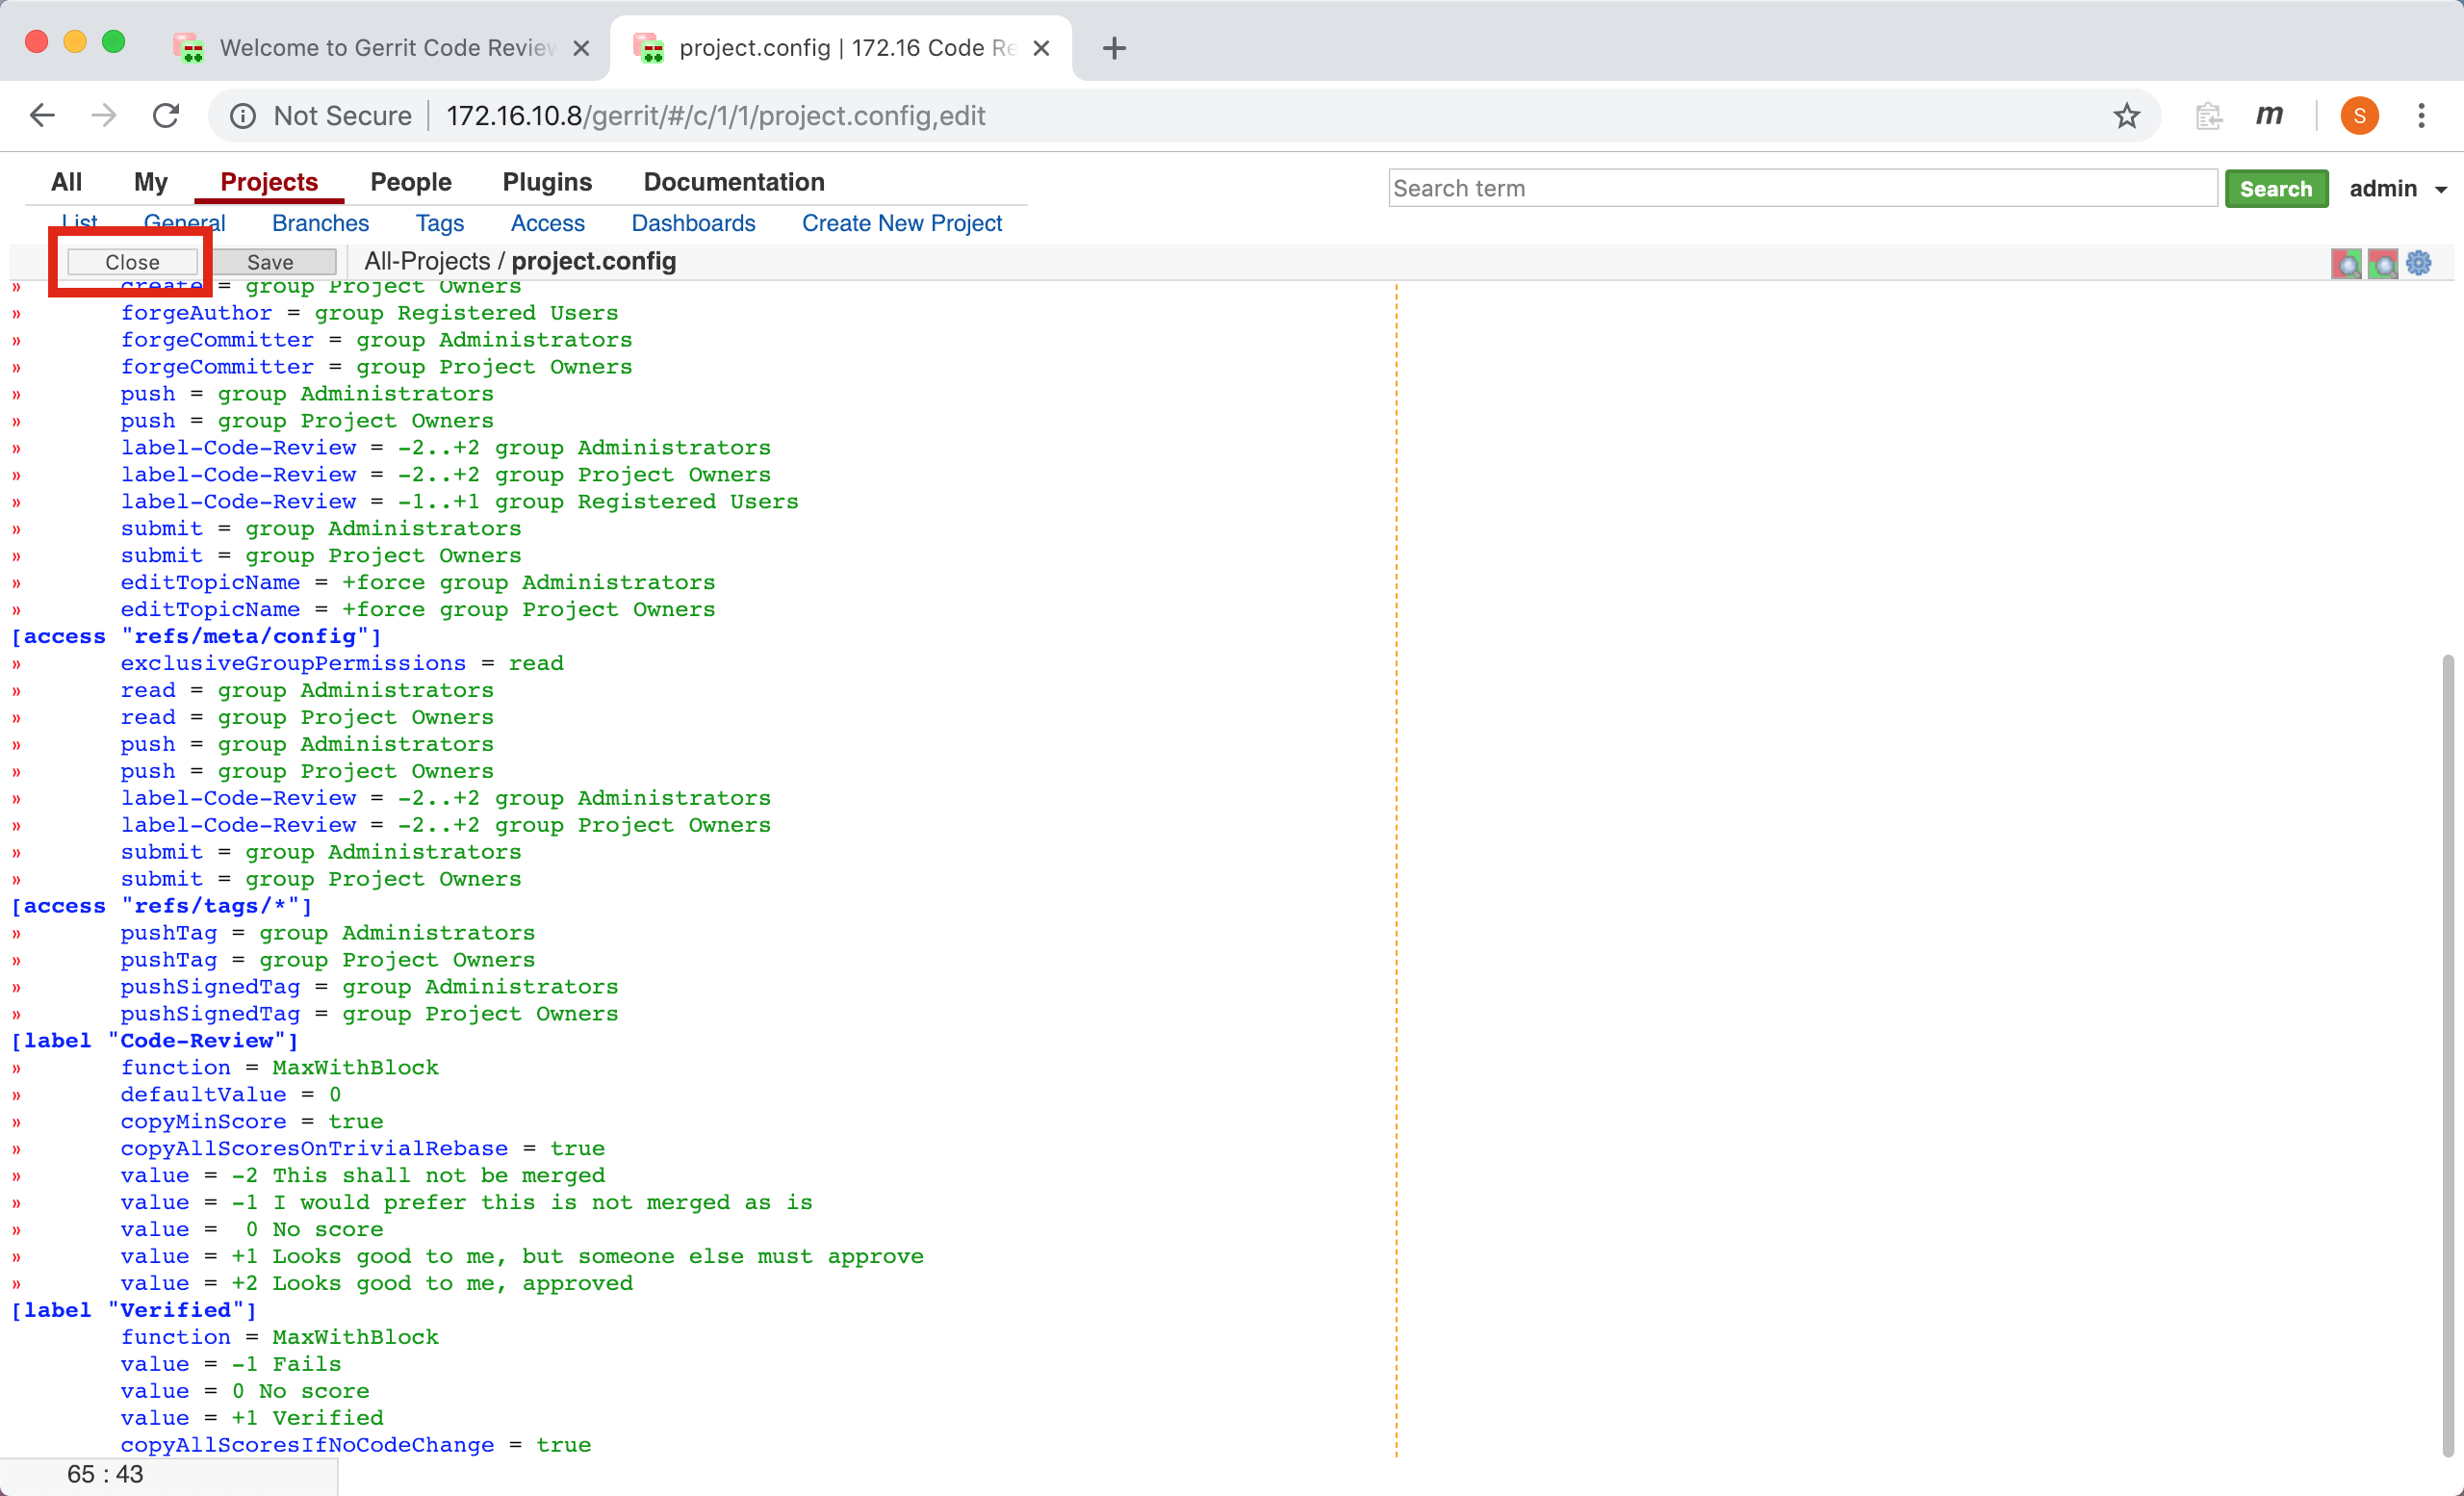 Welcome to Gerrit Code Review
project.config | 172.16 Code Re
Not Secure 172.16.10.8/gerrit/#/c/1/1/project.config,edit
m
S
All My Projects People Plugins Documentation
Search term Search admin
List General Branches Tags Access Dashboards Create New Project
Close Save All-Projects / project.config
» create = group Project Owners
» forgeAuthor = group Registered Users
» forgeCommitter = group Administrators
» forgeCommitter = group Project Owners
» push = group Administrators
» push = group Project Owners
» label-Code-Review = -2..+2 group Administrators
» label-Code-Review = -2..+2 group Project Owners
» label-Code-Review = -1..+1 group Registered Users
» submit = group Administrators
» submit = group Project Owners
» editTopicName = +force group Administrators
» editTopicName = +force group Project Owners
[access "refs/meta/config"]
» exclusiveGroupPermissions = read
» read = group Administrators
» read = group Project Owners
» push = group Administrators
» push = group Project Owners
» label-Code-Review = -2..+2 group Administrators
» label-Code-Review = -2..+2 group Project Owners
» submit = group Administrators
» submit = group Project Owners
[access "refs/tags/*"]
» pushTag = group Administrators
» pushTag = group Project Owners
» pushSignedTag = group Administrators
» pushSignedTag = group Project Owners
[label "Code-Review"]
» function = MaxWithBlock
» defaultValue = 0
» copyMinScore = true
» copyAllScoresOnTrivialRebase = true
» value = -2 This shall not be merged
» value = -1 I would prefer this is not merged as is
» value =  0 No score
» value = +1 Looks good to me, but someone else must approve
» value = +2 Looks good to me, approved
[label "Verified"]
function = MaxWithBlock
value = -1 Fails
value = 0 No score
value = +1 Verified
copyAllScoresIfNoCodeChange = true
65 : 43